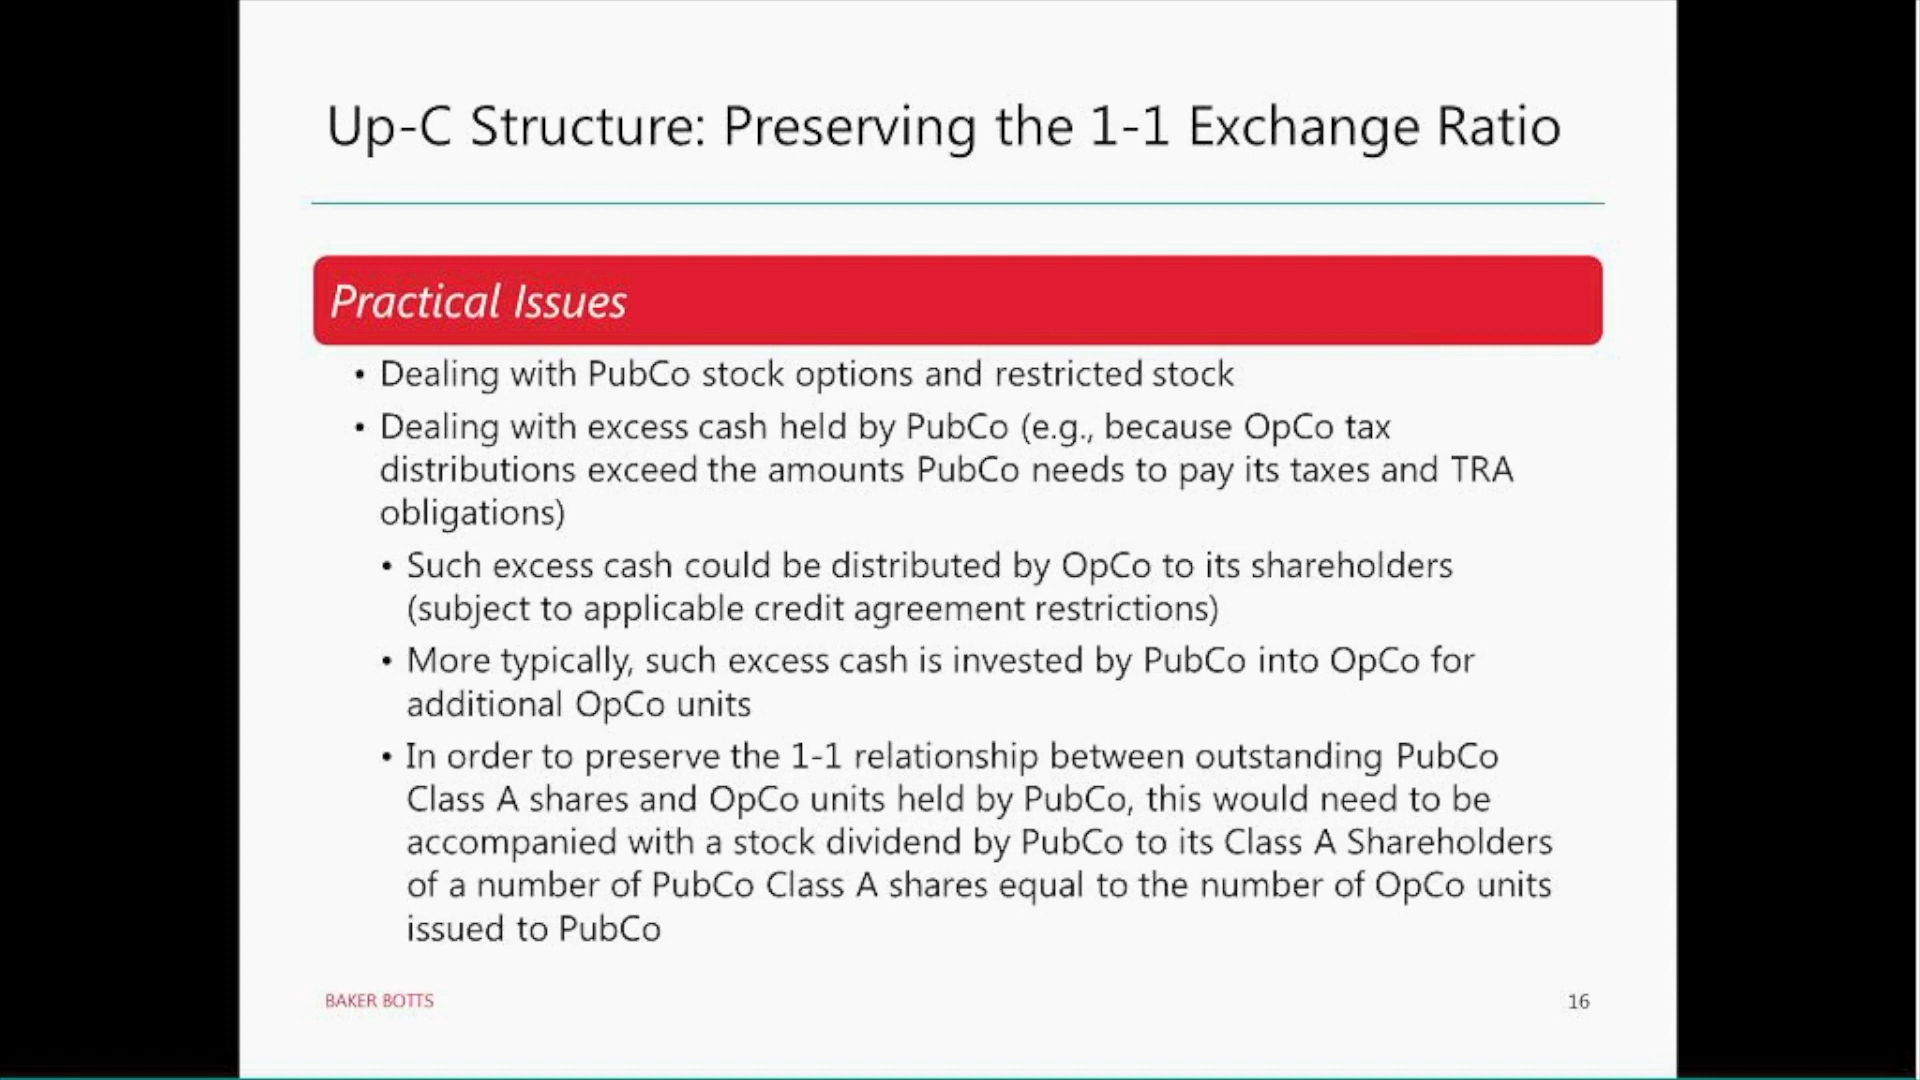 Up-C Structure: Preserving the 1-1 Exchange Ratio
Practical Issues
• Dealing with PubCo stock options and restricted stock
• Dealing with excess cash held by PubCo (e.g., because OpCo tax
distributions exceed the amounts PubCo needs to pay its taxes and TRA
obligations)
• Such excess cash could be distributed by OpCo to its shareholders
(subject to applicable credit agreement restrictions)
• More typically, such excess cash is invested by PubCo into OpCo for
additional OpCo units
• In order to preserve the 1-1 relationship between outstanding PubCo
Class A shares and OpCo units held by PubCo, this would need to be
accompanied with a stock dividend by PubCo to its Class A Shareholders
of a number of PubCo Class A shares equal to the number of OpCo units
issued to PubCo
BAKER BOTTS
16